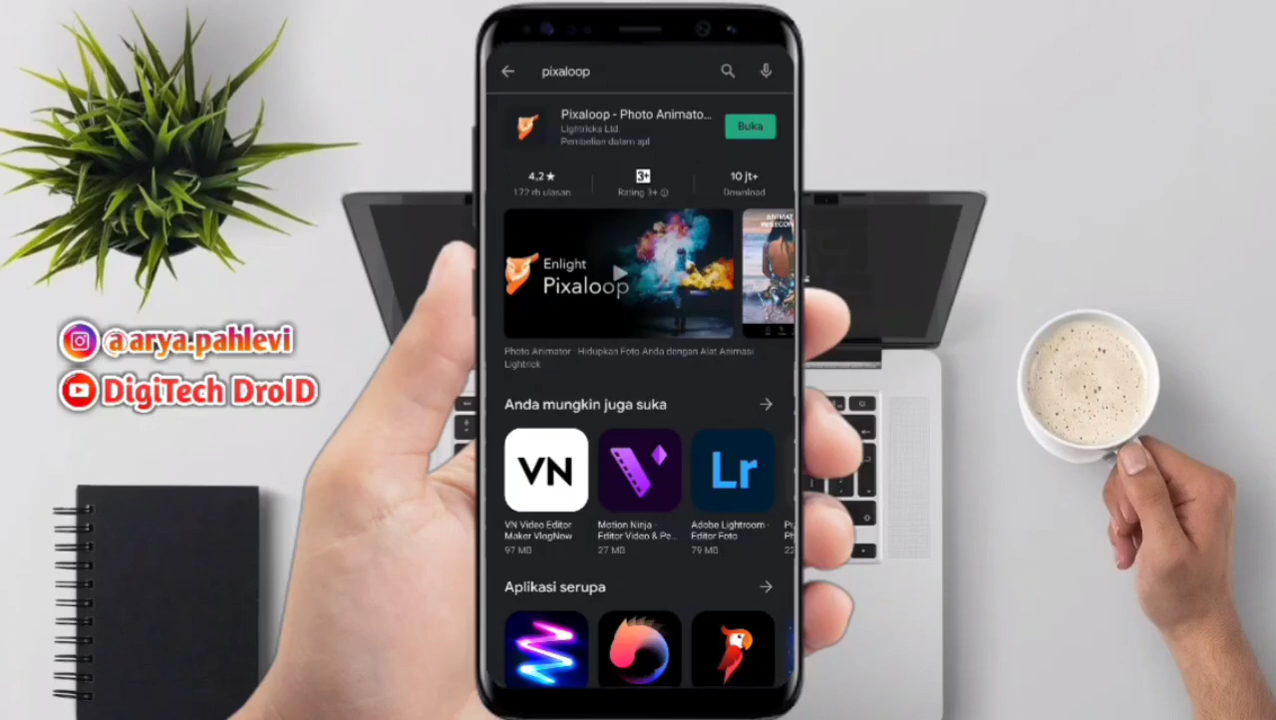 pixaloop
Pixaloop - Photo Animato...
Lightricks Ltd.
Pembelian dalam apl
Buka
4,2★
3+
10 jt+
172 rb ulasan
Rating 3+
Download
Enlight
Pixaloop
Photo Animator - Hidupkan Foto Anda dengan Alat Animasi
Lightrick
Anda mungkin juga suka
VN
Lr
VN Video Editor
Maker VlogNow
97 MB
Motion Ninja -
Editor Video & Pe...
27 MB
Adobe Lightroom -
Editor Foto
79 MB
Aplikasi serupa
@arya.pahlevi
DigiTech DroID